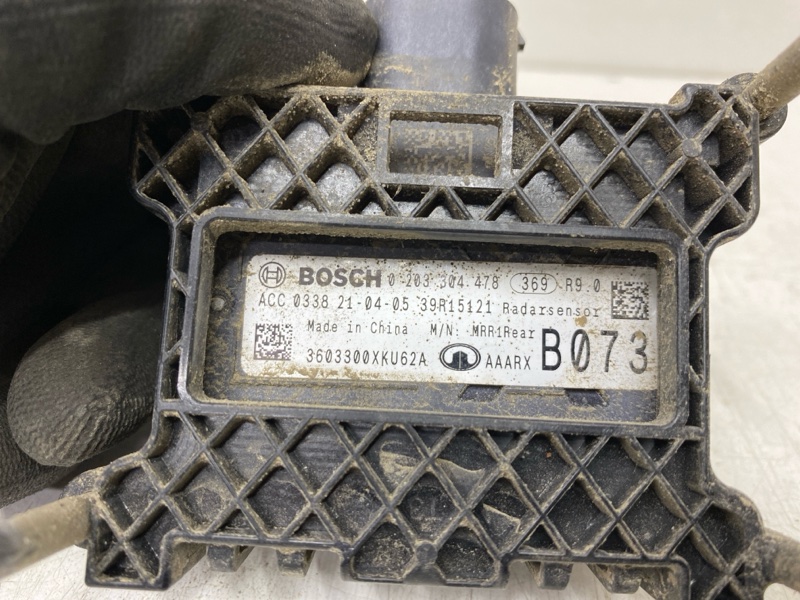 BOSCH 0 203 304 478 369 R9.0
ACC 0338 21-04-05 39R15121 Radarsensor
Made in China M/N: MRR1Rear
3603300XKU62A AAARX B073